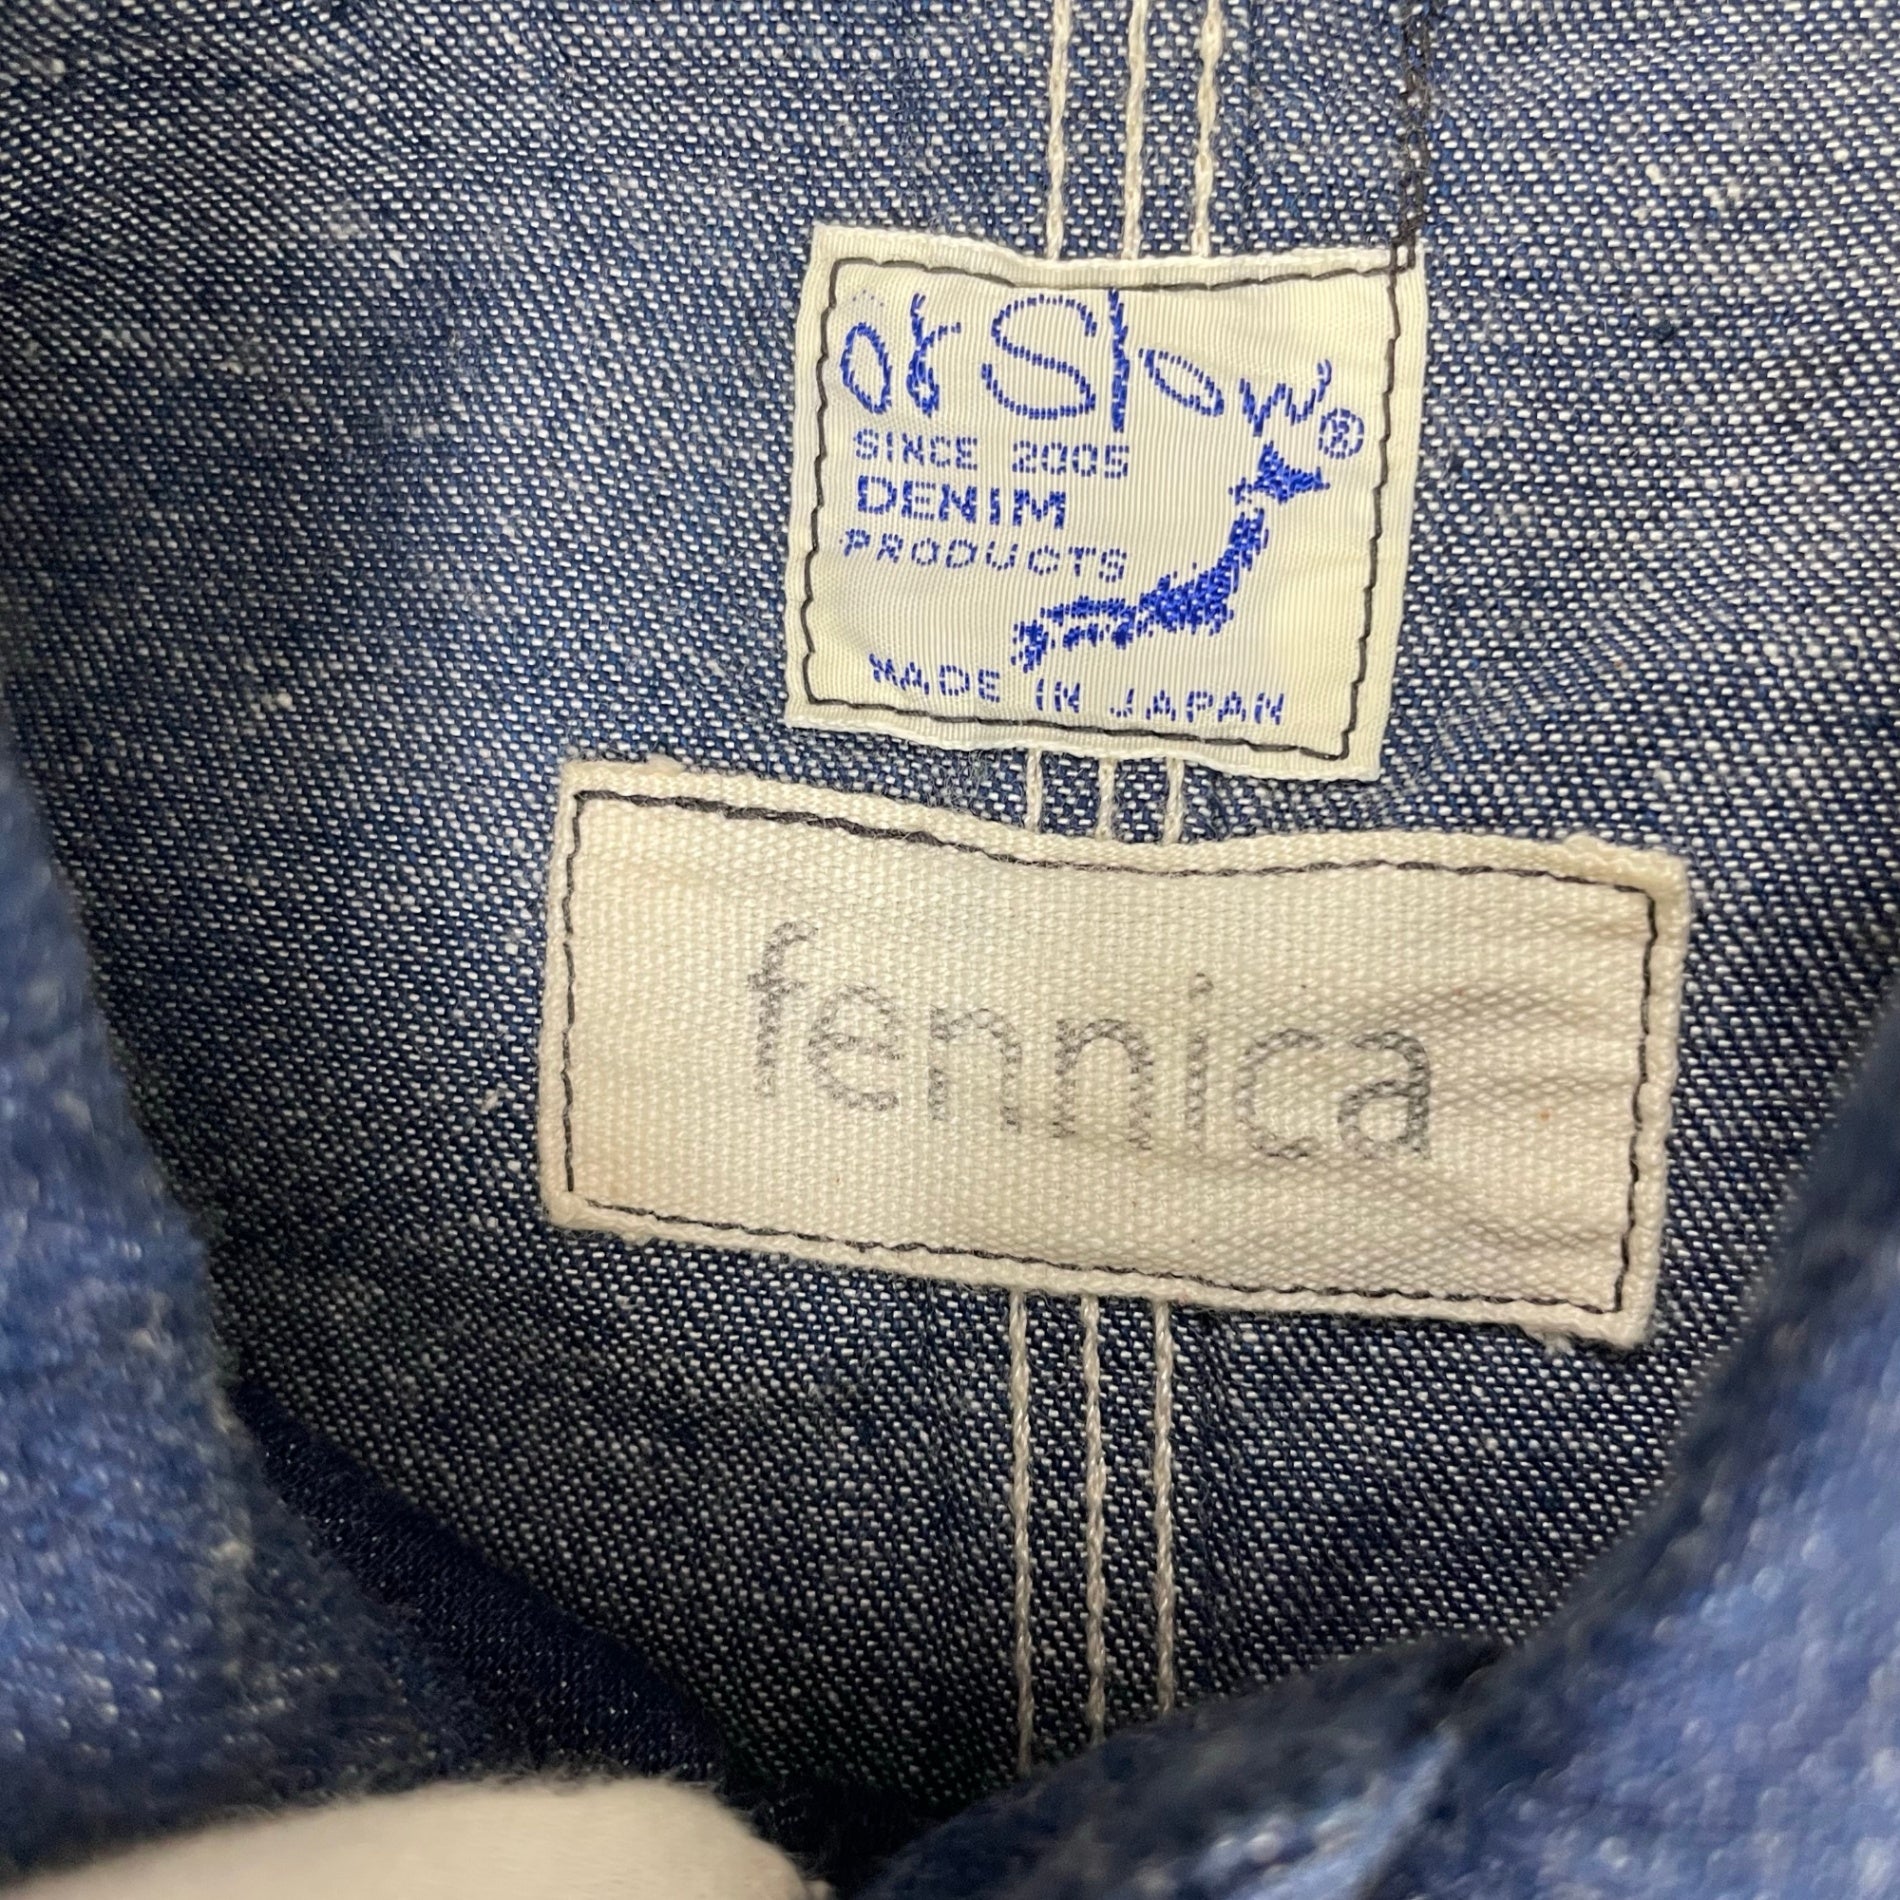 orSlow®
SINCE 2005
DENIM
PRODUCTS
MADE IN JAPAN
fennica